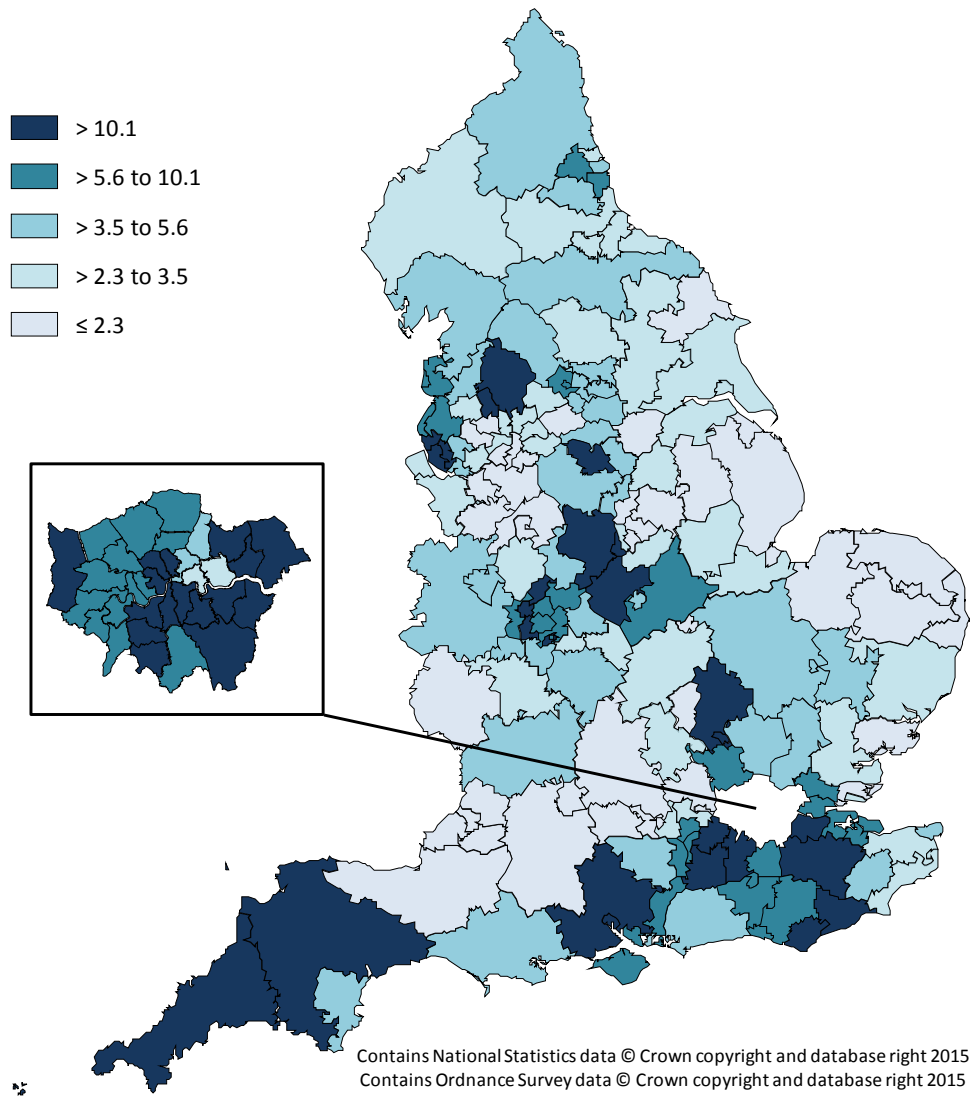 > 10.1
> 5.6 to 10.1
> 3.5 to 5.6
> 2.3 to 3.5
≤ 2.3
Contains National Statistics data © Crown copyright and database right 2015
Contains Ordnance Survey data © Crown copyright and database right 2015